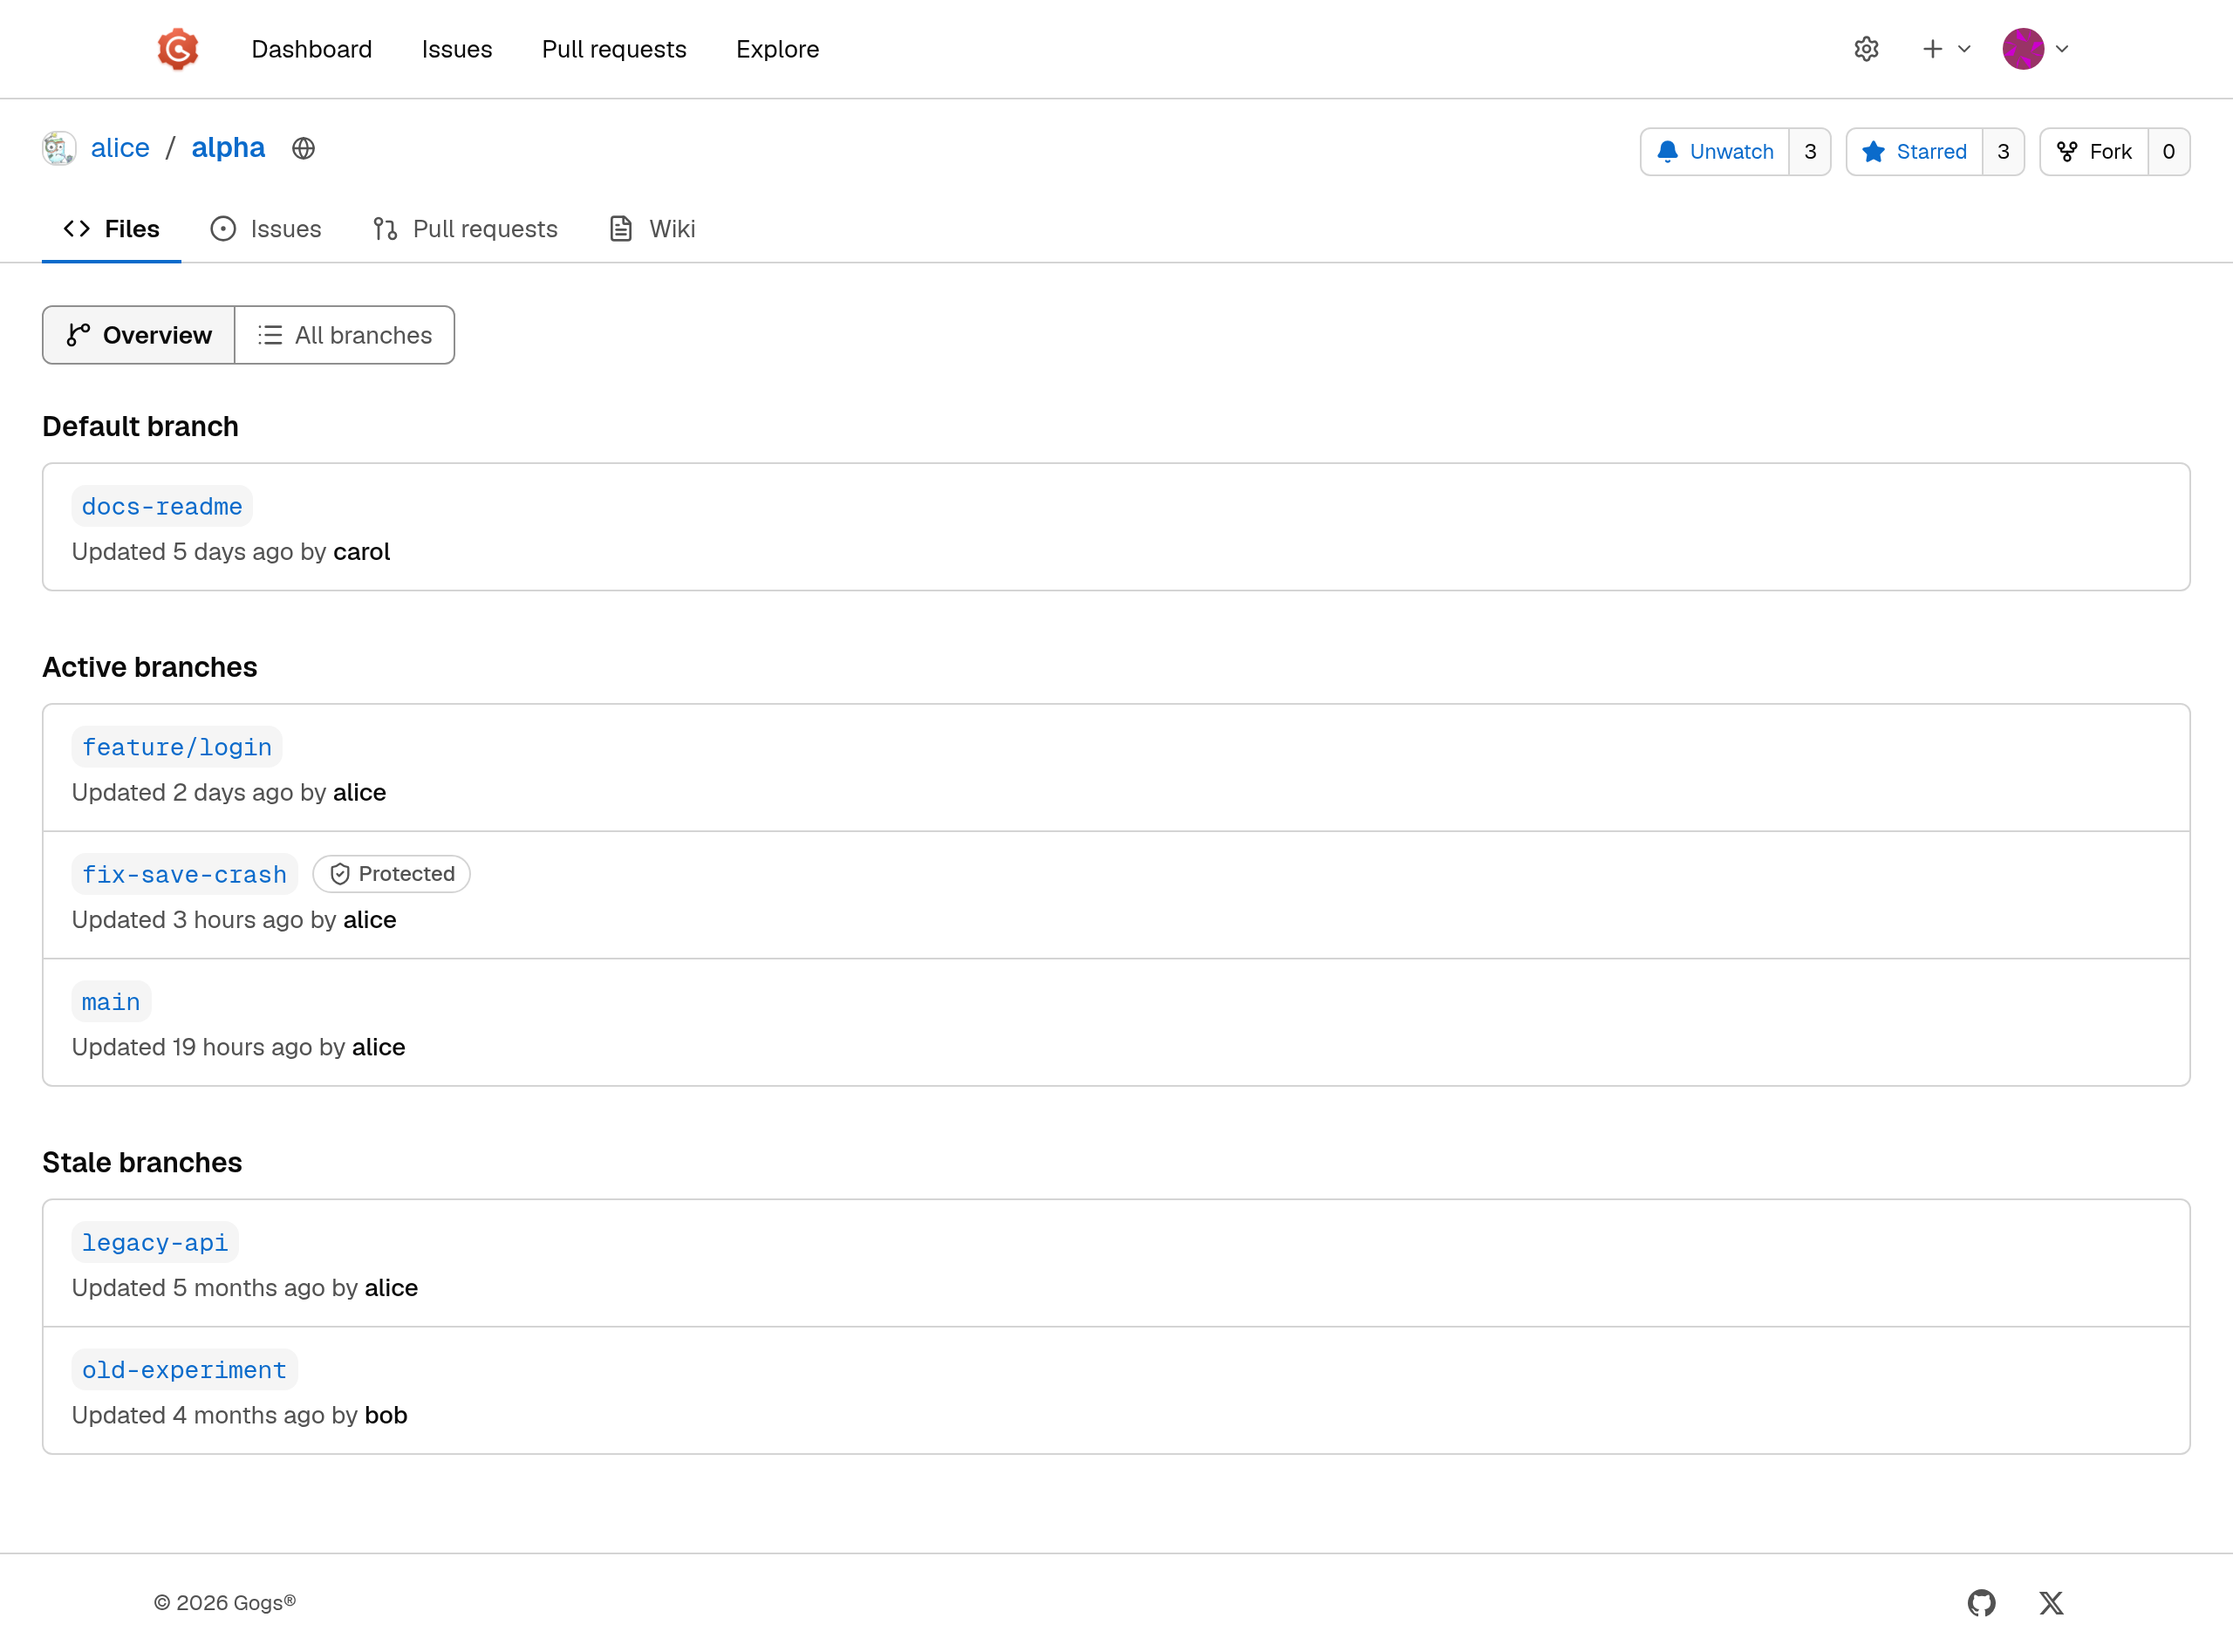 Dashboard Issues Pull requests Explore
alice / alpha
Unwatch 3 Starred 3 Fork 0
Files Issues Pull requests Wiki
Overview All branches
Default branch
docs-readme
Updated 5 days ago by carol
Active branches
feature/login
Updated 2 days ago by alice
fix-save-crash Protected
Updated 3 hours ago by alice
main
Updated 19 hours ago by alice
Stale branches
legacy-api
Updated 5 months ago by alice
old-experiment
Updated 4 months ago by bob
© 2026 Gogs®